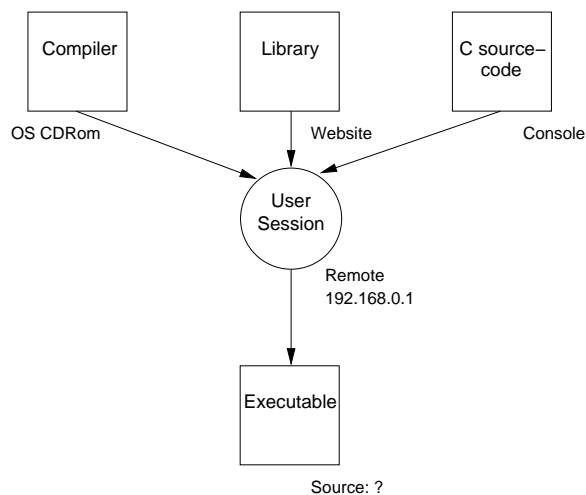 Compiler
Library
C source–
code
OS CDRom
Website
Console
User
Session
Remote
192.168.0.1
Executable
Source: ?